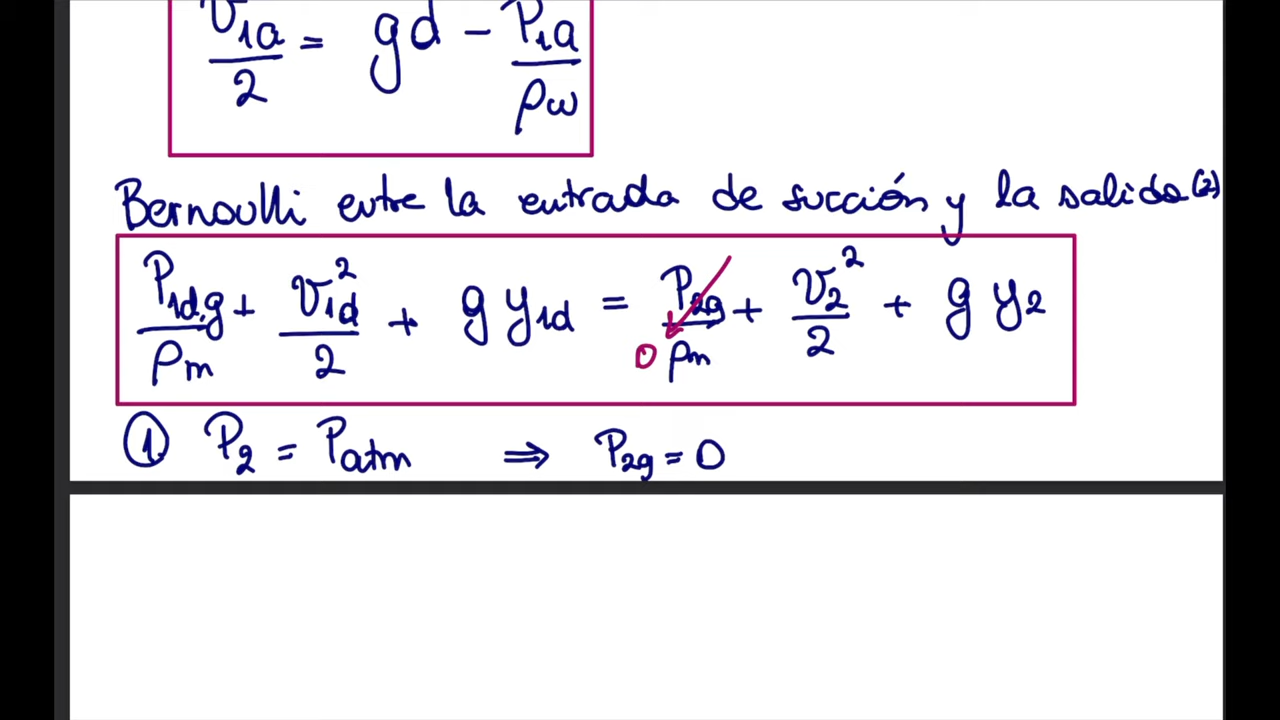 v₁a/2 = gd − P₁a/ρω
Bernoulli entre la entrada de succión y la salida (2)
P₁d,g/ρm + v₁d²/2 + g y₁d = P₂g/ρm + v₂²/2 + g y₂
0
① P₂ = Patm ⇒ P₂g = 0